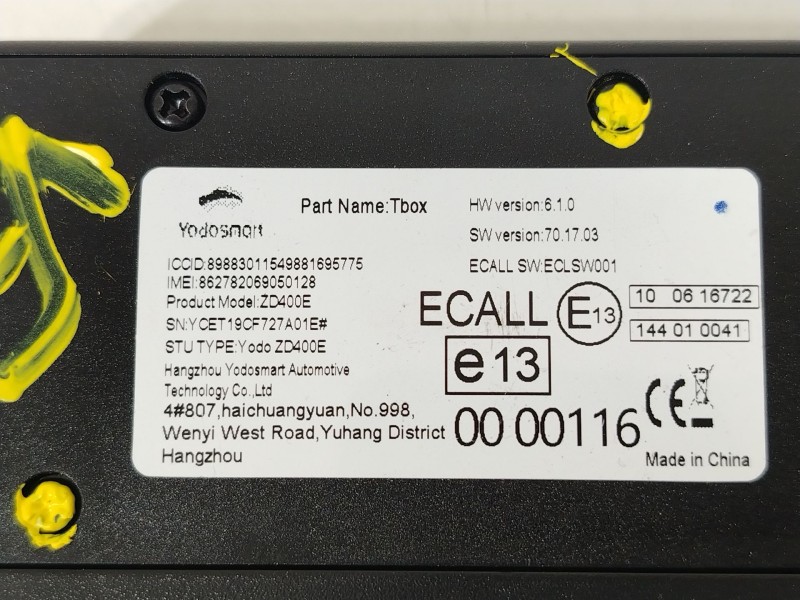 Yodosmart
Part Name:Tbox
HW version:6.1.0
SW version:70.17.03
ECALL SW:ECLSW001
ICCID:89883011549881695775
IMEI:862782069050128
Product Model:ZD400E
SN:YCET19CF727A01E#
STU TYPE:Yodo ZD400E
Hangzhou Yodosmart Automotive
Technology Co.,Ltd
4#807,haichuangyuan,No.998,
Wenyi West Road,Yuhang District
Hangzhou
ECALL E13
10 06 16722
144 01 0041
e13
00 00116
CE
Made in China